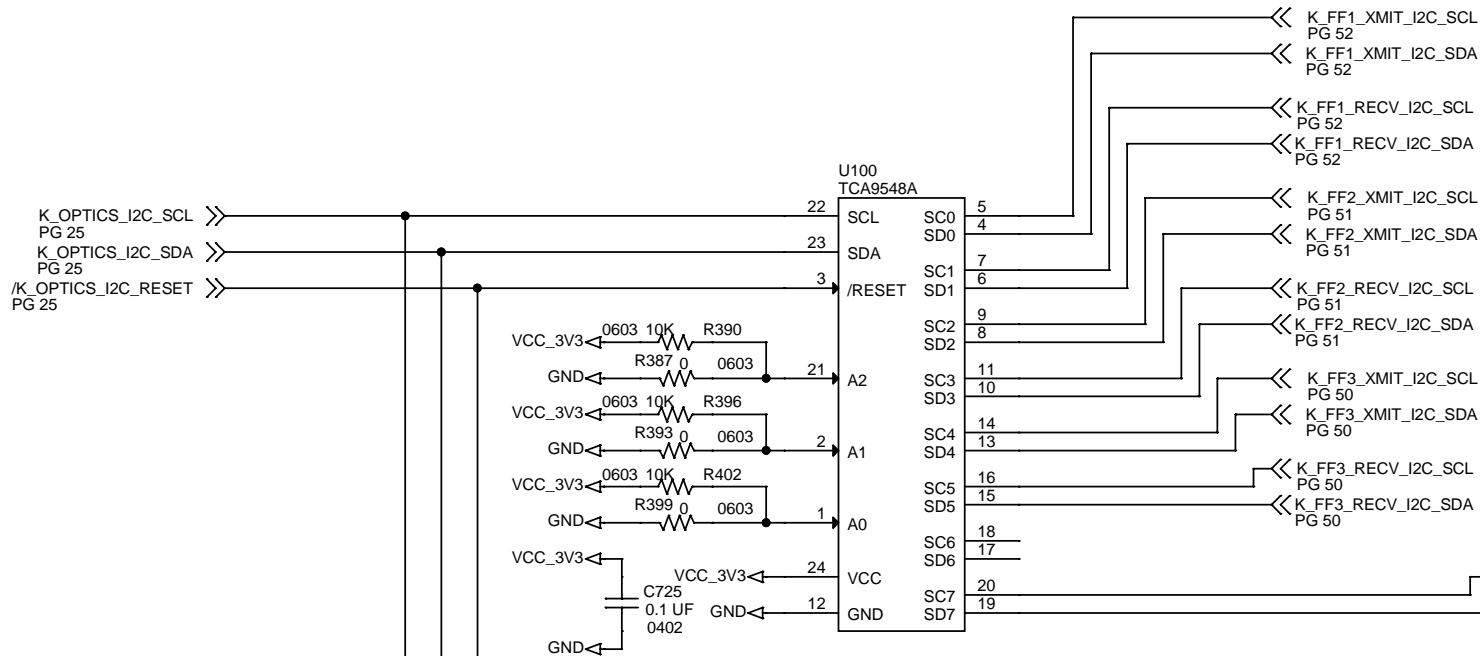 K_FF1_XMIT_I2C_SCL
PG 52
K_FF1_XMIT_I2C_SDA
PG 52
K_FF1_RECV_I2C_SCL
PG 52
K_FF1_RECV_I2C_SDA
PG 52
K_FF2_XMIT_I2C_SCL
PG 51
K_FF2_XMIT_I2C_SDA
PG 51
K_FF2_RECV_I2C_SCL
PG 51
K_FF2_RECV_I2C_SDA
PG 51
K_FF3_XMIT_I2C_SCL
PG 50
K_FF3_XMIT_I2C_SDA
PG 50
K_FF3_RECV_I2C_SCL
PG 50
K_FF3_RECV_I2C_SDA
PG 50
U100
TCA9548A
K_OPTICS_I2C_SCL
PG 25
K_OPTICS_I2C_SDA
PG 25
/K_OPTICS_I2C_RESET
PG 25
22 SCL
23 SDA
3 /RESET
VCC_3V3 0603 10K R390
GND R387 0 0603 21 A2
VCC_3V3 0603 10K R396
GND R393 0 0603 2 A1
VCC_3V3 0603 10K R402
GND R399 0 0603 1 A0
VCC_3V3
C725
0.1 UF
0402
GND
VCC_3V3 24 VCC
GND 12 GND
SC0 5
SD0 4
SC1 7
SD1 6
SC2 9
SD2 8
SC3 11
SD3 10
SC4 14
SD4 13
SC5 16
SD5 15
SC6 18
SD6 17
SC7 20
SD7 19